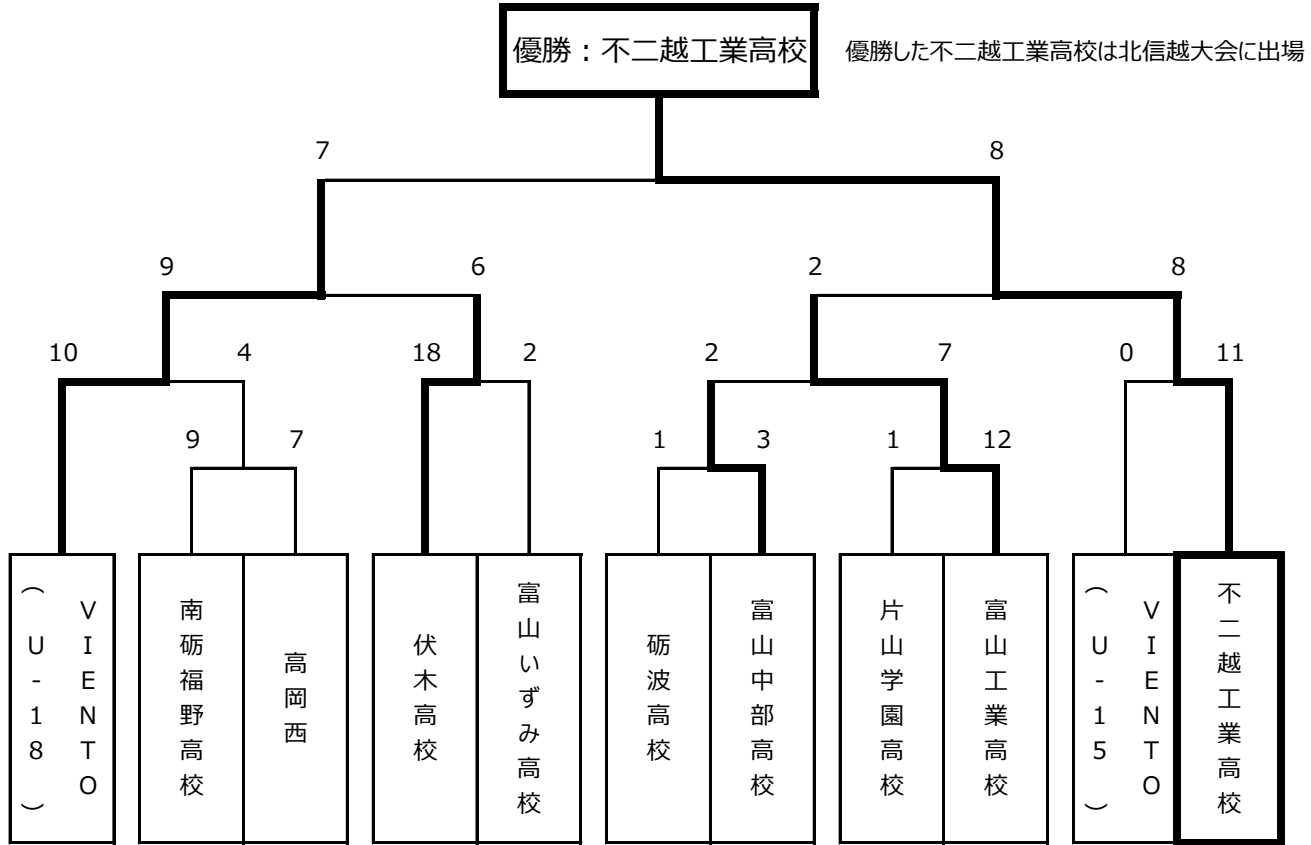 優勝：不二越工業高校
優勝した不二越工業高校は北信越大会に出場
7 8
9 6 2 8
10 4 18 2 2 7 0 11
9 7 1 3 1 12
VIENTO
（U-18）
南砺福野高校
高岡西
伏木高校
富山いずみ高校
砺波高校
富山中部高校
片山学園高校
富山工業高校
VIENTO
（U-15）
不二越工業高校